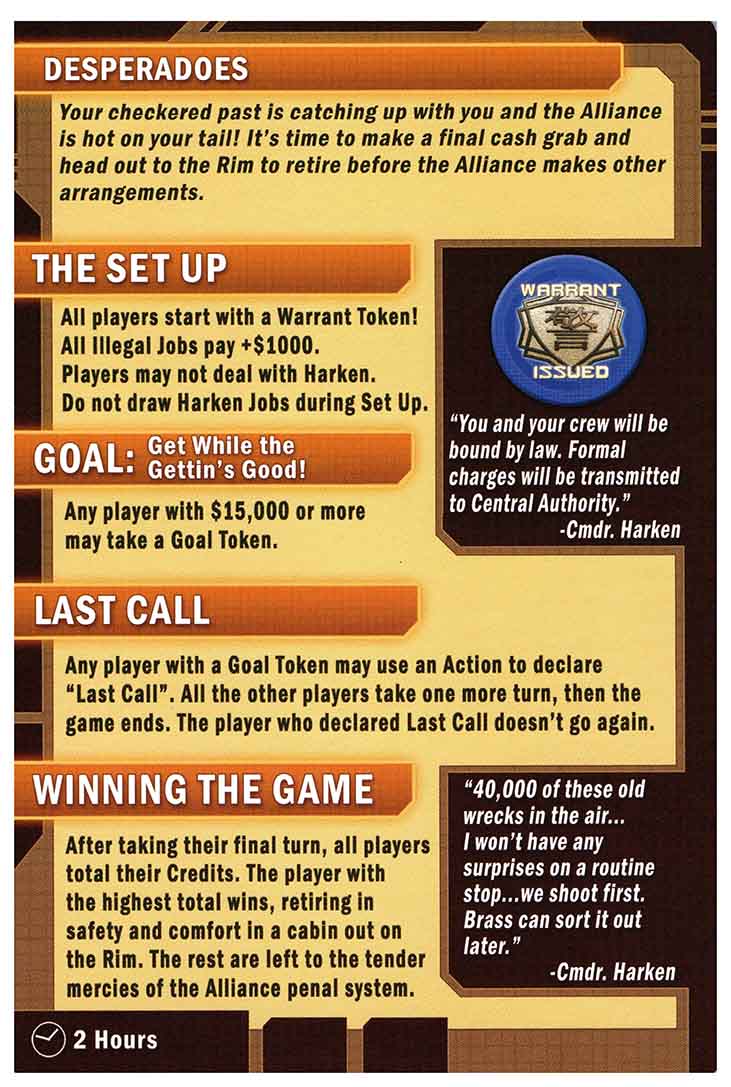 DESPERADOES
Your checkered past is catching up with you and the Alliance
is hot on your tail! It's time to make a final cash grab and
head out to the Rim to retire before the Alliance makes other
arrangements.
THE SET UP
All players start with a Warrant Token!
All Illegal Jobs pay +$1000.
Players may not deal with Harken.
Do not draw Harken Jobs during Set Up.
WARRANT
警
ISSUED
"You and your crew will be
bound by law. Formal
charges will be transmitted
to Central Authority."
-Cmdr. Harken
GOAL: Get While the
Gettin's Good!
Any player with $15,000 or more
may take a Goal Token.
LAST CALL
Any player with a Goal Token may use an Action to declare
"Last Call". All the other players take one more turn, then the
game ends. The player who declared Last Call doesn't go again.
WINNING THE GAME
After taking their final turn, all players
total their Credits. The player with
the highest total wins, retiring in
safety and comfort in a cabin out on
the Rim. The rest are left to the tender
mercies of the Alliance penal system.
"40,000 of these old
wrecks in the air...
I won't have any
surprises on a routine
stop...we shoot first.
Brass can sort it out
later."
-Cmdr. Harken
2 Hours